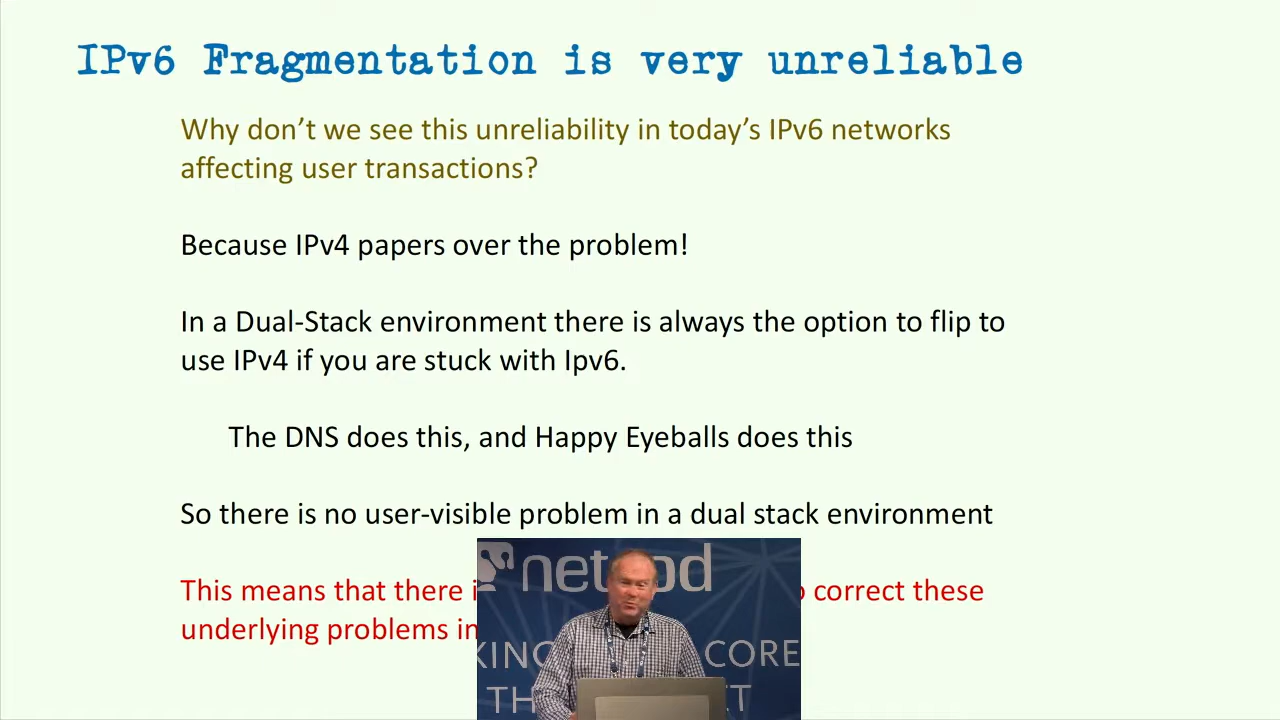 IPv6 Fragmentation is very unreliable
Why don’t we see this unreliability in today’s IPv6 networks
affecting user transactions?
Because IPv4 papers over the problem!
In a Dual-Stack environment there is always the option to flip to
use IPv4 if you are stuck with Ipv6.
The DNS does this, and Happy Eyeballs does this
So there is no user-visible problem in a dual stack environment
This means that there correct these
underlying problems in
CORE